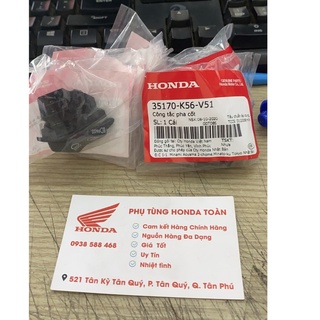 HONDA
35170-K56-V51
Công tắc pha cốt
SL: 1 Cái
HONDA
0938 588 468
PHỤ TÙNG HONDA TOÀN
Cam kết Hàng Chính Hãng
Nguồn Hàng Đa Dạng
Giá Tốt
Uy Tín
Nhiệt tình
521 Tân Kỳ Tân Quý, P. Tân Quý, Q. Tân Phú